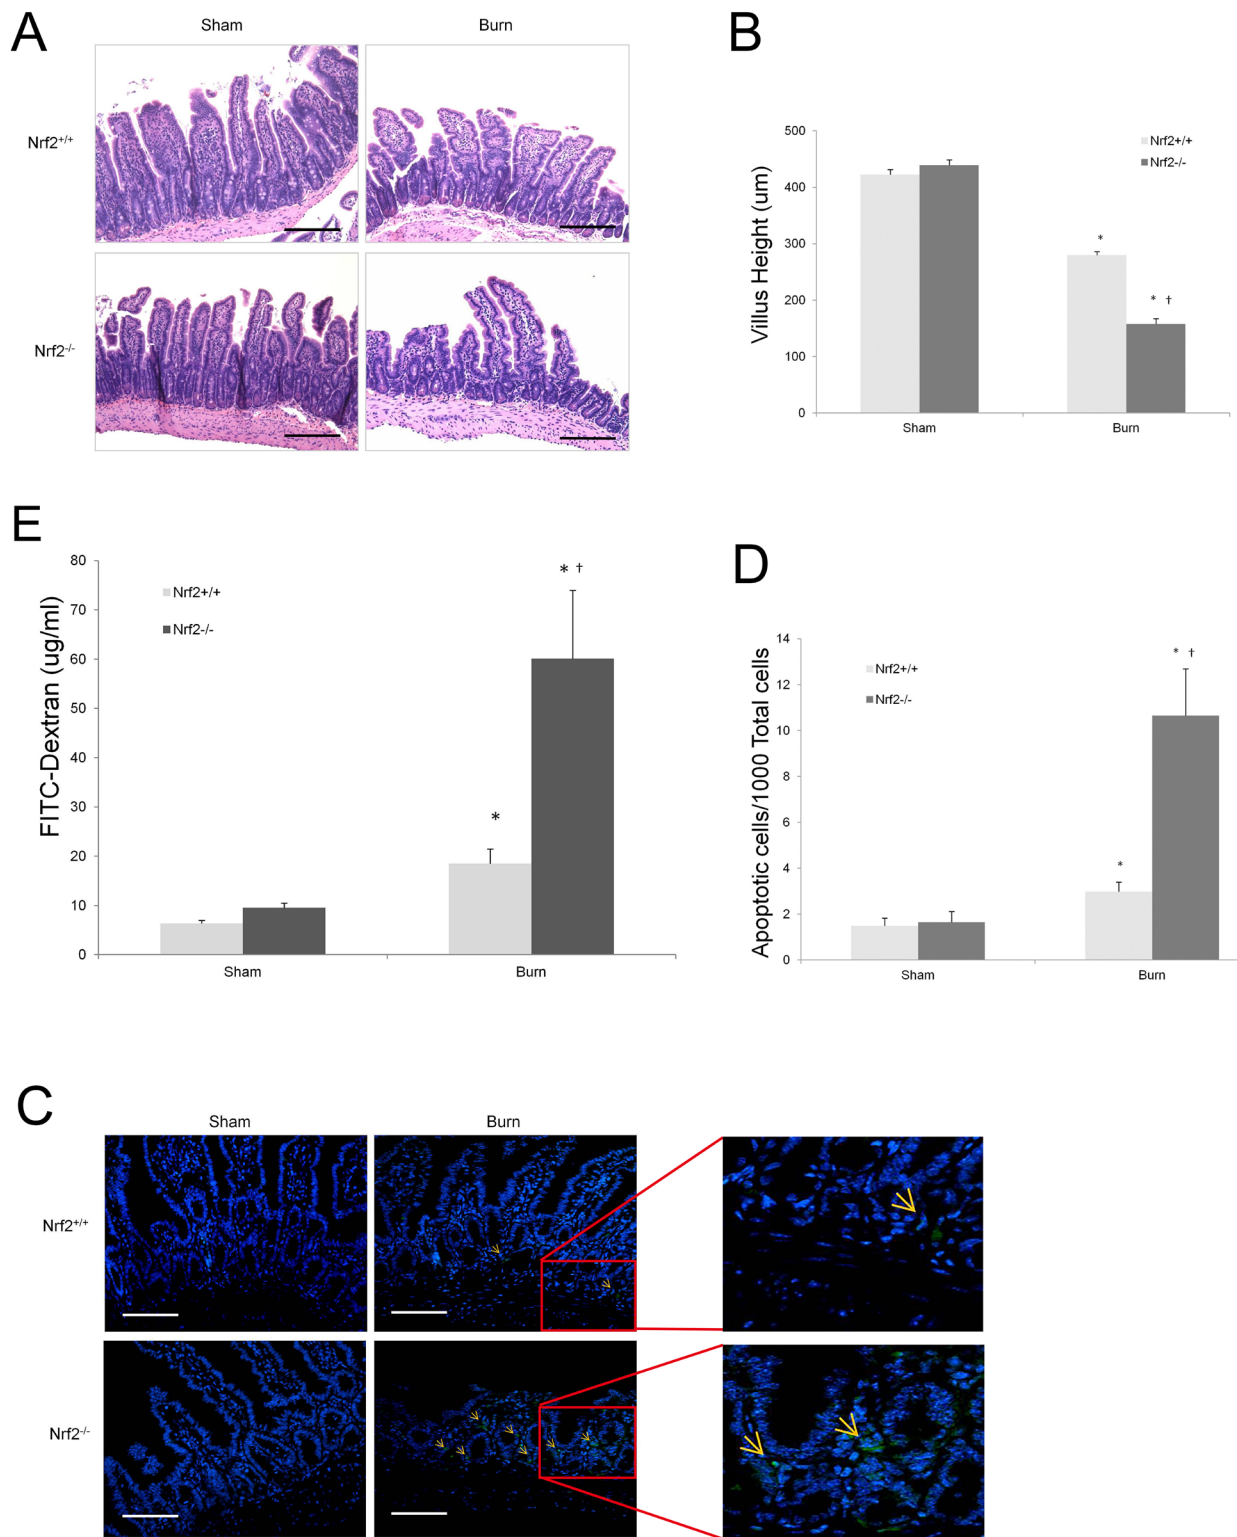 A
Sham
Burn
Nrf2+/+
Nrf2-/-
B
Villus Height (um)
500
400
300
200
100
0
Nrf2+/+
Nrf2-/-
*
* †
Sham
Burn
E
FITC-Dextran (ug/ml)
80
70
60
50
40
30
20
10
0
Nrf2+/+
Nrf2-/-
*
* †
Sham
Burn
D
Apoptotic cells/1000 Total cells
14
12
10
8
6
4
2
0
Nrf2+/+
Nrf2-/-
*
* †
Sham
Burn
C
Sham
Burn
Nrf2+/+
Nrf2-/-